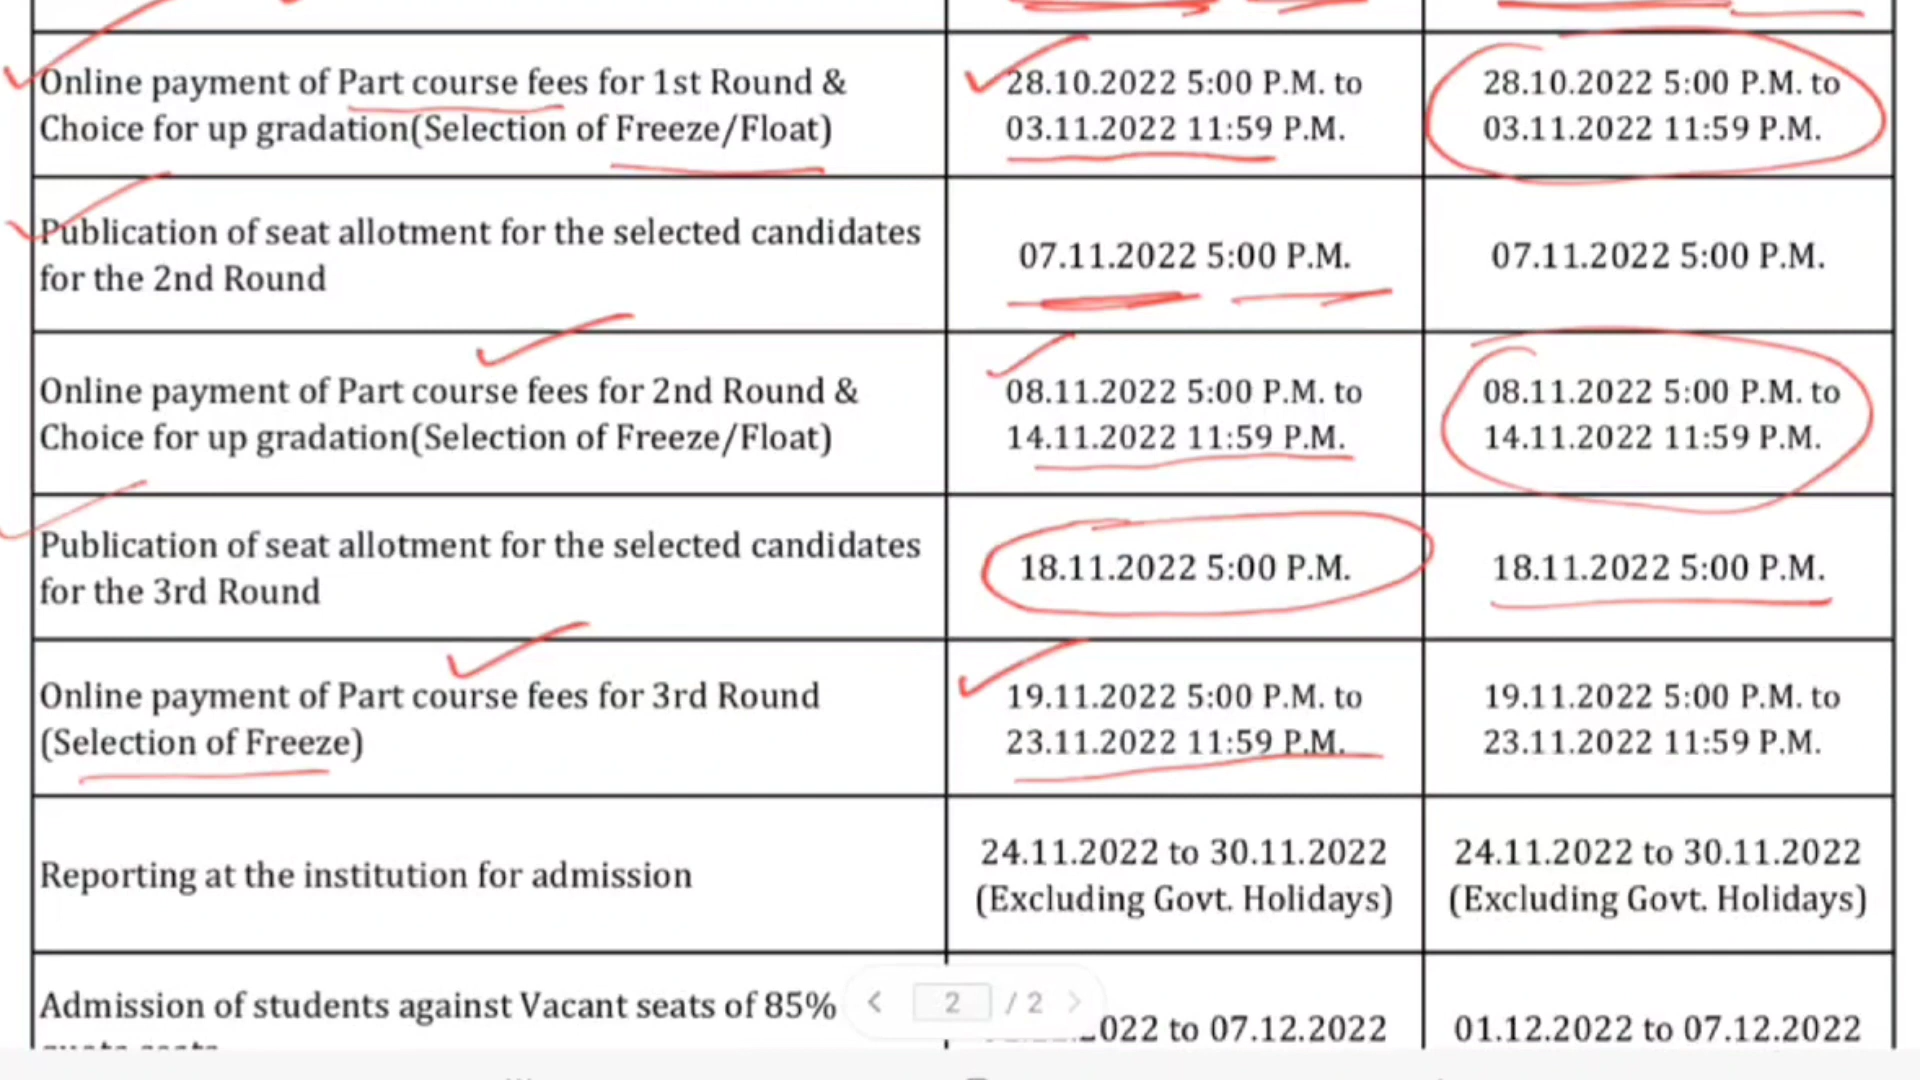 Online payment of Part course fees for 1st Round &
Choice for up gradation(Selection of Freeze/Float)
28.10.2022 5:00 P.M. to
03.11.2022 11:59 P.M.
28.10.2022 5:00 P.M. to
03.11.2022 11:59 P.M.
Publication of seat allotment for the selected candidates
for the 2nd Round
07.11.2022 5:00 P.M.
07.11.2022 5:00 P.M.
Online payment of Part course fees for 2nd Round &
Choice for up gradation(Selection of Freeze/Float)
08.11.2022 5:00 P.M. to
14.11.2022 11:59 P.M.
08.11.2022 5:00 P.M. to
14.11.2022 11:59 P.M.
Publication of seat allotment for the selected candidates
for the 3rd Round
18.11.2022 5:00 P.M.
18.11.2022 5:00 P.M.
Online payment of Part course fees for 3rd Round
(Selection of Freeze)
19.11.2022 5:00 P.M. to
23.11.2022 11:59 P.M.
19.11.2022 5:00 P.M. to
23.11.2022 11:59 P.M.
Reporting at the institution for admission
24.11.2022 to 30.11.2022
(Excluding Govt. Holidays)
24.11.2022 to 30.11.2022
(Excluding Govt. Holidays)
Admission of students against Vacant seats of 85%
2 / 2
to 07.12.2022
01.12.2022 to 07.12.2022